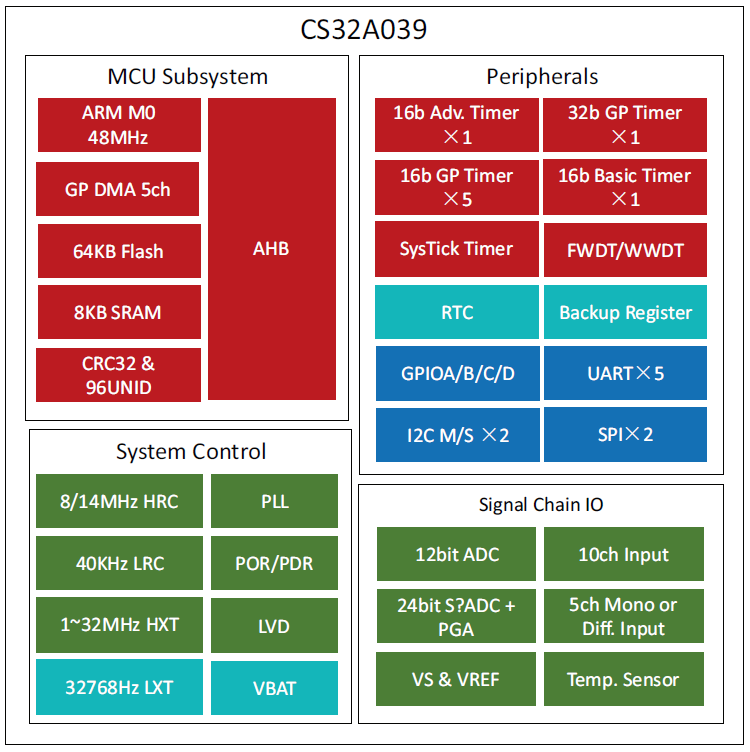 CS32A039
MCU Subsystem
ARM M0
48MHz
GP DMA 5ch
64KB Flash
8KB SRAM
CRC32 &
96UNID
AHB
Peripherals
16b Adv. Timer
×1
32b GP Timer
×1
16b GP Timer
×5
16b Basic Timer
×1
SysTick Timer
FWDT/WWDT
RTC
Backup Register
GPIOA/B/C/D
UART×5
I2C M/S ×2
SPI×2
System Control
8/14MHz HRC
PLL
40KHz LRC
POR/PDR
1~32MHz HXT
LVD
32768Hz LXT
VBAT
Signal Chain IO
12bit ADC
10ch Input
24bit S?ADC +
PGA
5ch Mono or
Diff. Input
VS & VREF
Temp. Sensor